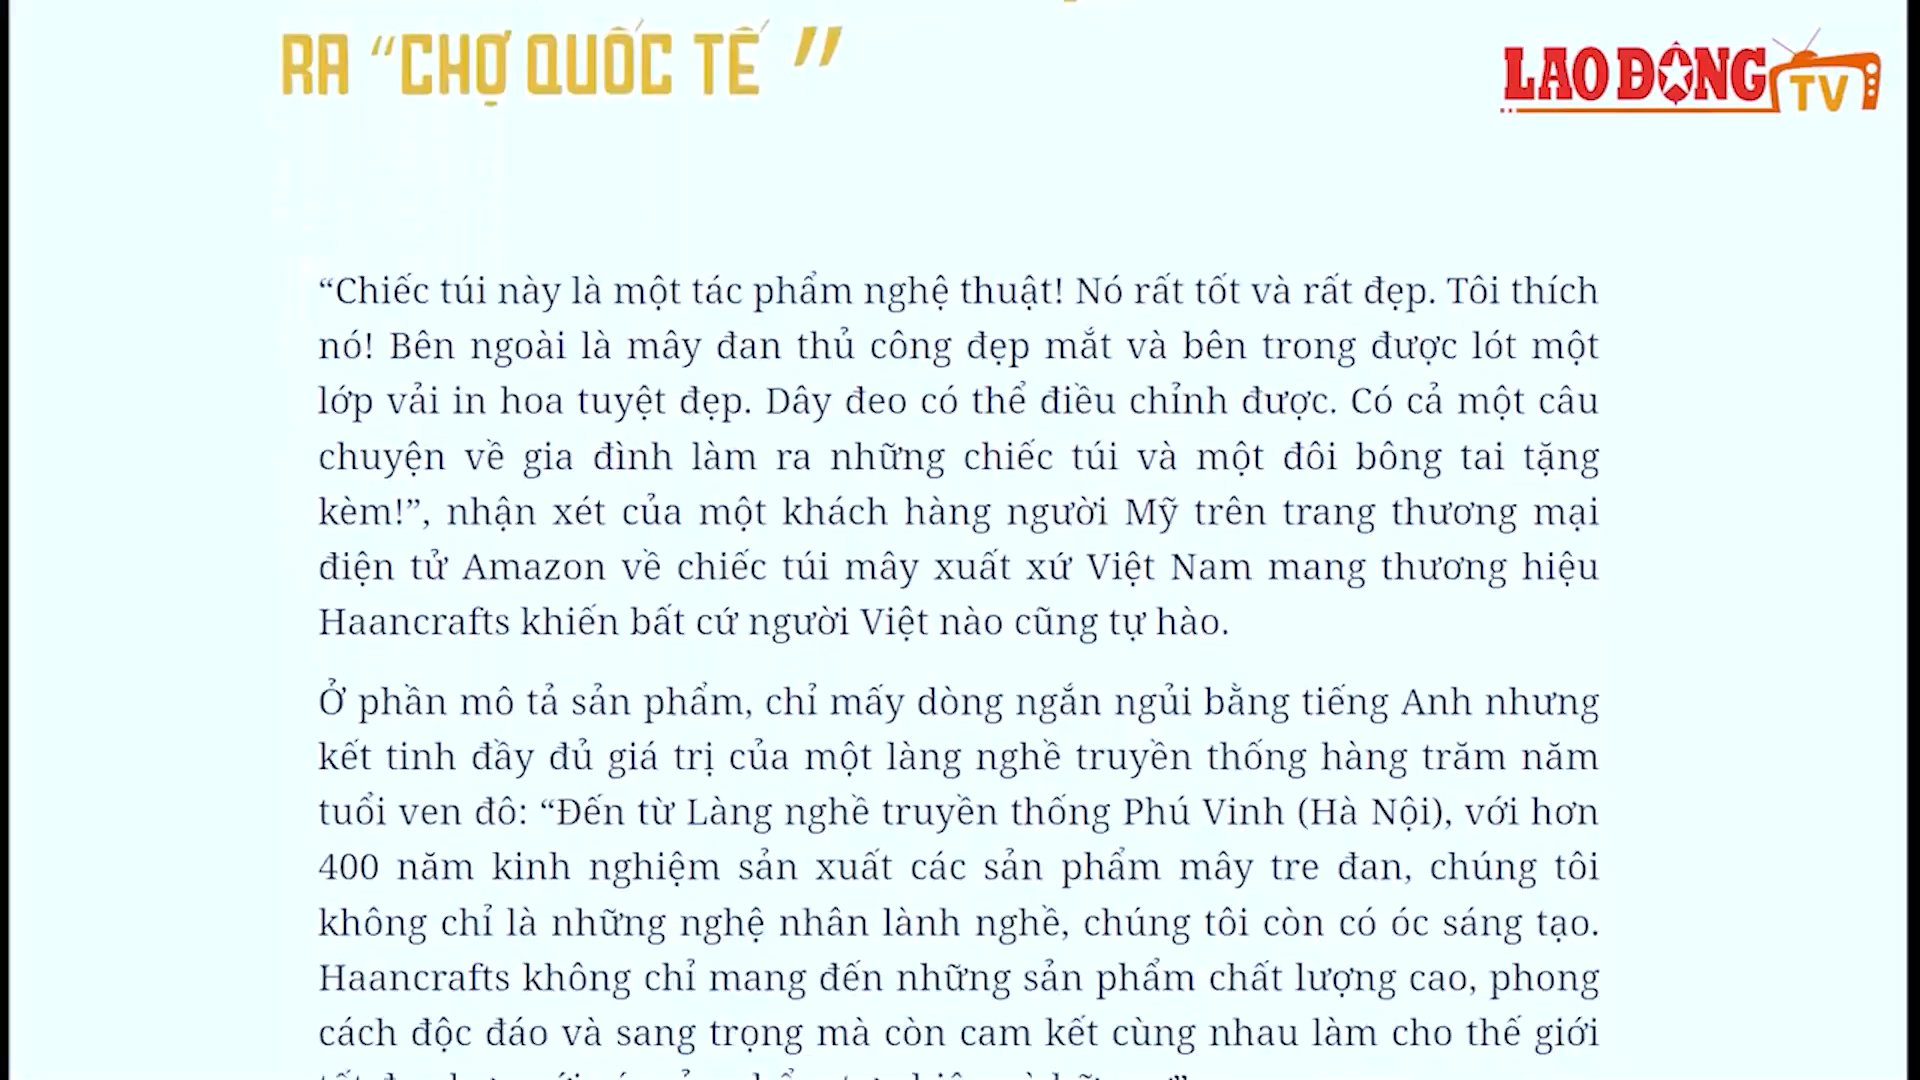 RA “CHỢ QUỐC TẾ ”
LAO ĐỘNG TV
“Chiếc túi này là một tác phẩm nghệ thuật! Nó rất tốt và rất đẹp. Tôi thích
nó! Bên ngoài là mây đan thủ công đẹp mắt và bên trong được lót một
lớp vải in hoa tuyệt đẹp. Dây đeo có thể điều chỉnh được. Có cả một câu
chuyện về gia đình làm ra những chiếc túi và một đôi bông tai tặng
kèm!”, nhận xét của một khách hàng người Mỹ trên trang thương mại
điện tử Amazon về chiếc túi mây xuất xứ Việt Nam mang thương hiệu
Haancrafts khiến bất cứ người Việt nào cũng tự hào.
Ở phần mô tả sản phẩm, chỉ mấy dòng ngắn ngủi bằng tiếng Anh nhưng
kết tinh đầy đủ giá trị của một làng nghề truyền thống hàng trăm năm
tuổi ven đô: “Đến từ Làng nghề truyền thống Phú Vinh (Hà Nội), với hơn
400 năm kinh nghiệm sản xuất các sản phẩm mây tre đan, chúng tôi
không chỉ là những nghệ nhân lành nghề, chúng tôi còn có óc sáng tạo.
Haancrafts không chỉ mang đến những sản phẩm chất lượng cao, phong
cách độc đáo và sang trọng mà còn cam kết cùng nhau làm cho thế giới